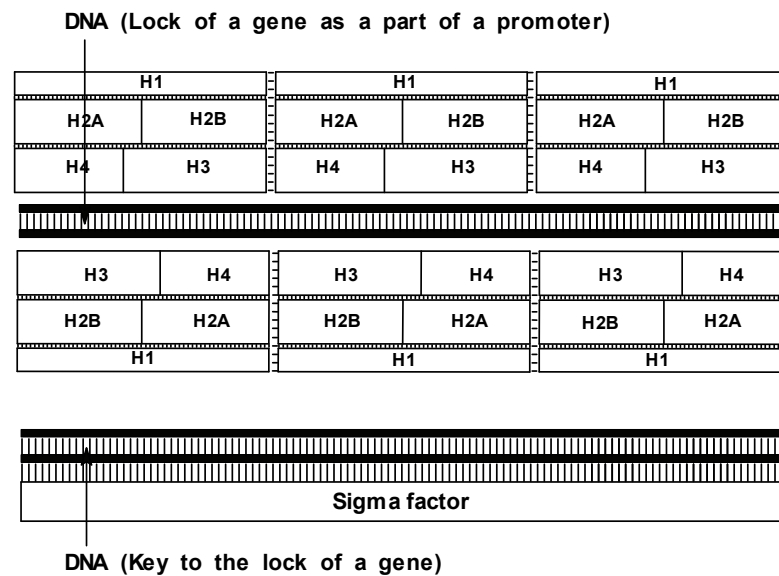 DNA (Lock of a gene as a part of a promoter)
H1 H1 H1
H2A H2B H2A H2B H2A H2B
H4 H3 H4 H3 H4 H3
H3 H4 H3 H4 H3 H4
H2B H2A H2B H2A H2B H2A
H1 H1 H1
Sigma factor
DNA (Key to the lock of a gene)